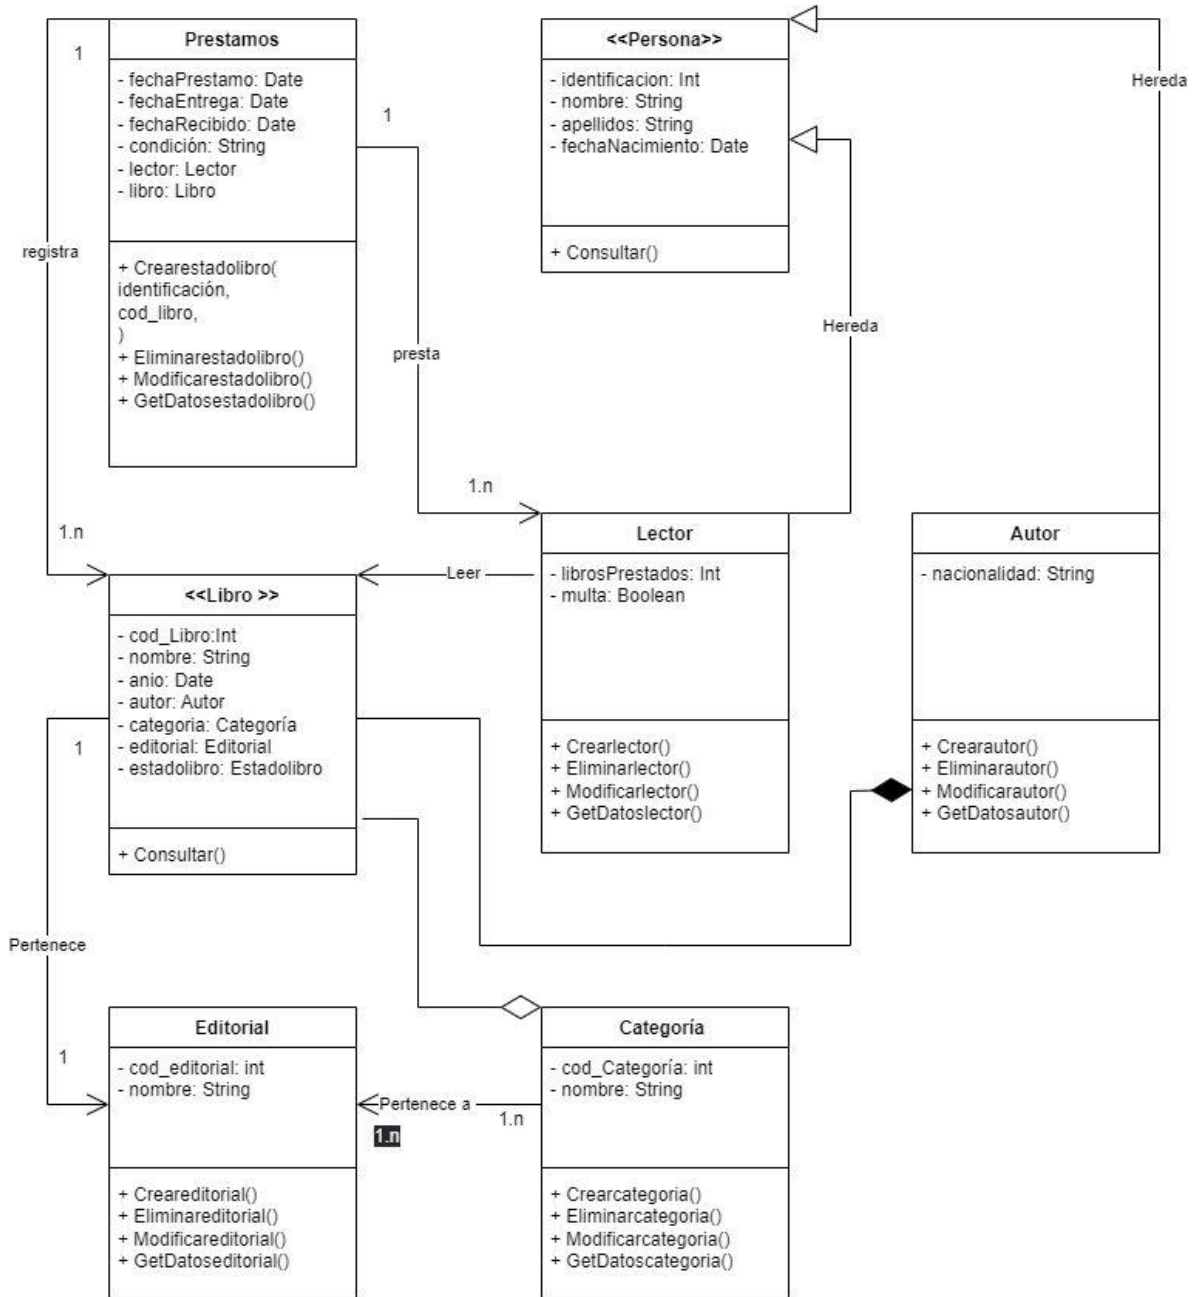 Prestamos
- fechaPrestamo: Date
- fechaEntrega: Date
- fechaRecibido: Date
- condición: String
- lector: Lector
- libro: Libro
+ Crearestadolibro(
identificación,
cod_libro,
)
+ Eliminarestadolibro()
+ Modificarestadolibro()
+ GetDatosestadolibro()
1
registra
1.n
1
presta
1.n
<<Persona>>
- identificacion: Int
- nombre: String
- apellidos: String
- fechaNacimiento: Date
+ Consultar()
Hereda
Hereda
<<Libro >>
- cod_Libro:Int
- nombre: String
- anio: Date
- autor: Autor
- categoria: Categoría
- editorial: Editorial
- estadolibro: Estadolibro
+ Consultar()
Leer
Lector
- librosPrestados: Int
- multa: Boolean
+ Crearlector()
+ Eliminarlector()
+ Modificarlector()
+ GetDatoslector()
Autor
- nacionalidad: String
+ Crearautor()
+ Eliminarautor()
+ Modificarautor()
+ GetDatosautor()
1
Pertenece
1
Editorial
- cod_editorial: int
- nombre: String
+ Creareditorial()
+ Eliminareditorial()
+ Modificareditorial()
+ GetDatoseditorial()
Pertenece a
1.n
1.n
Categoría
- cod_Categoría: int
- nombre: String
+ Crearcategoria()
+ Eliminarcategoria()
+ Modificarcategoria()
+ GetDatoscategoria()